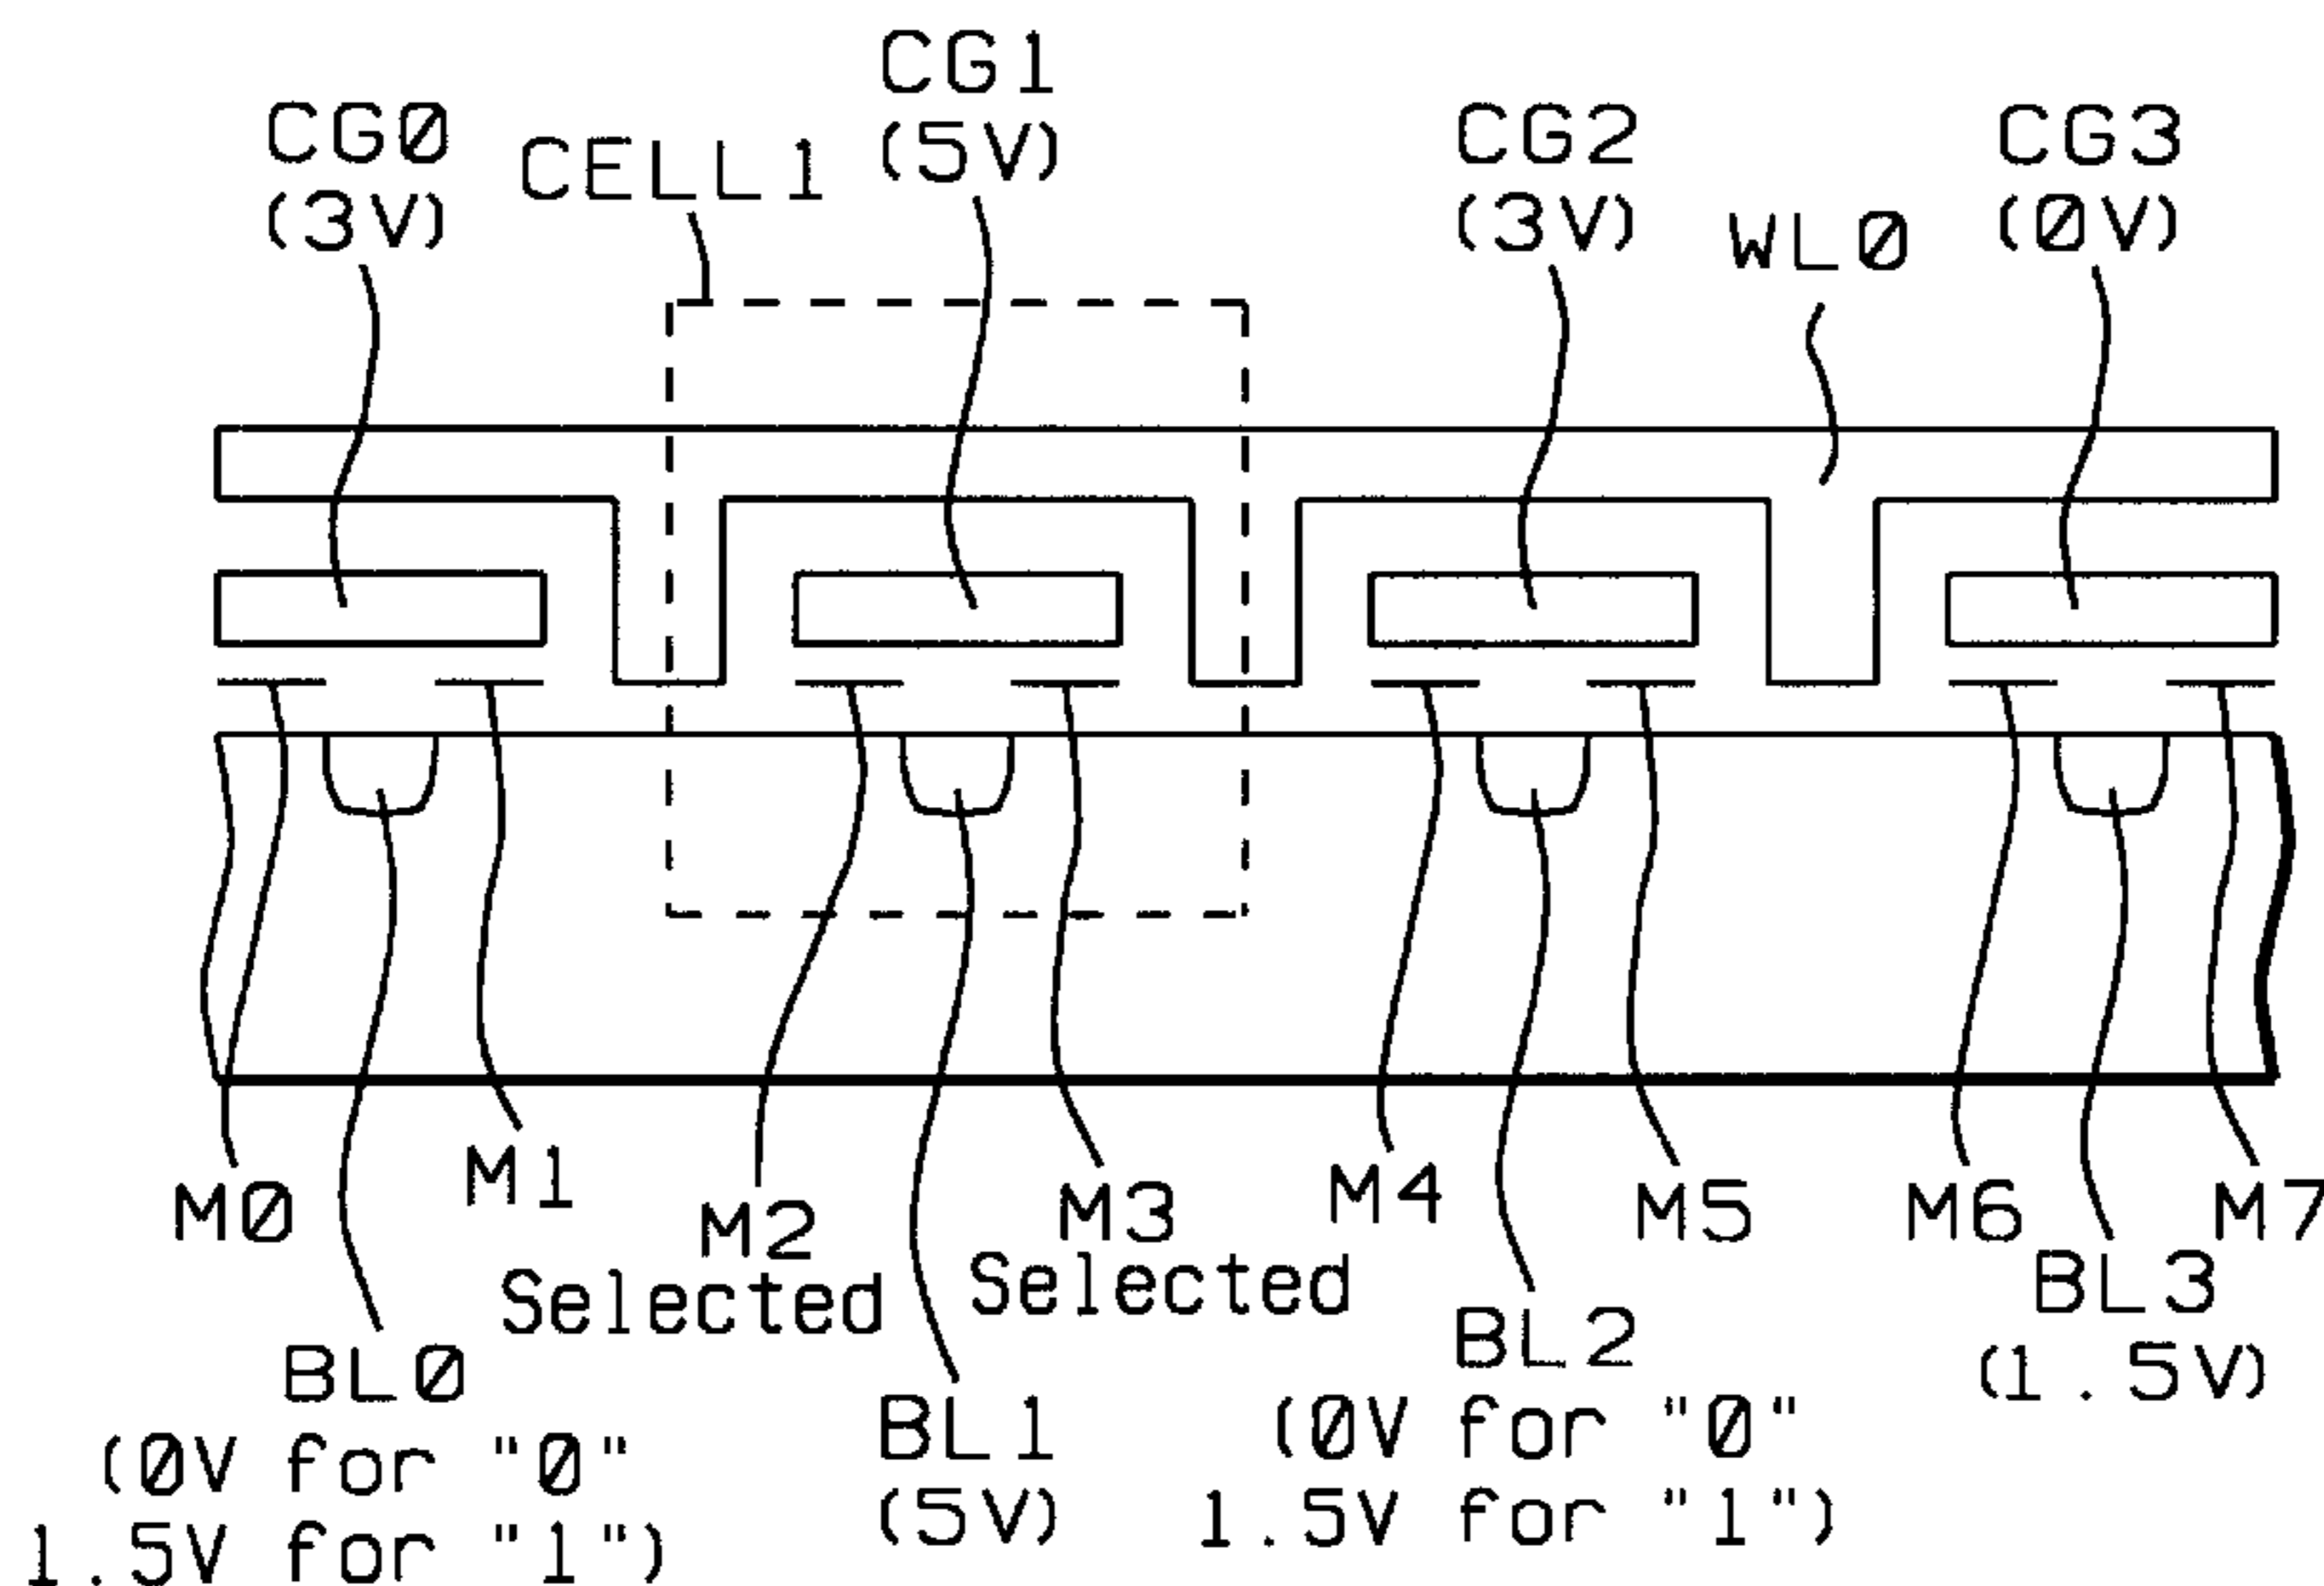 CG0
(3V)
CELL1
CG1
(5V)
CG2
(3V)
WL0
CG3
(0V)
M0
M1
M2
Selected
M3
Selected
M4
M5
M6
M7
BL0
(0V for "0"
1.5V for "1")
BL1
(5V)
BL2
(0V for "0"
1.5V for "1")
BL3
(1.5V)